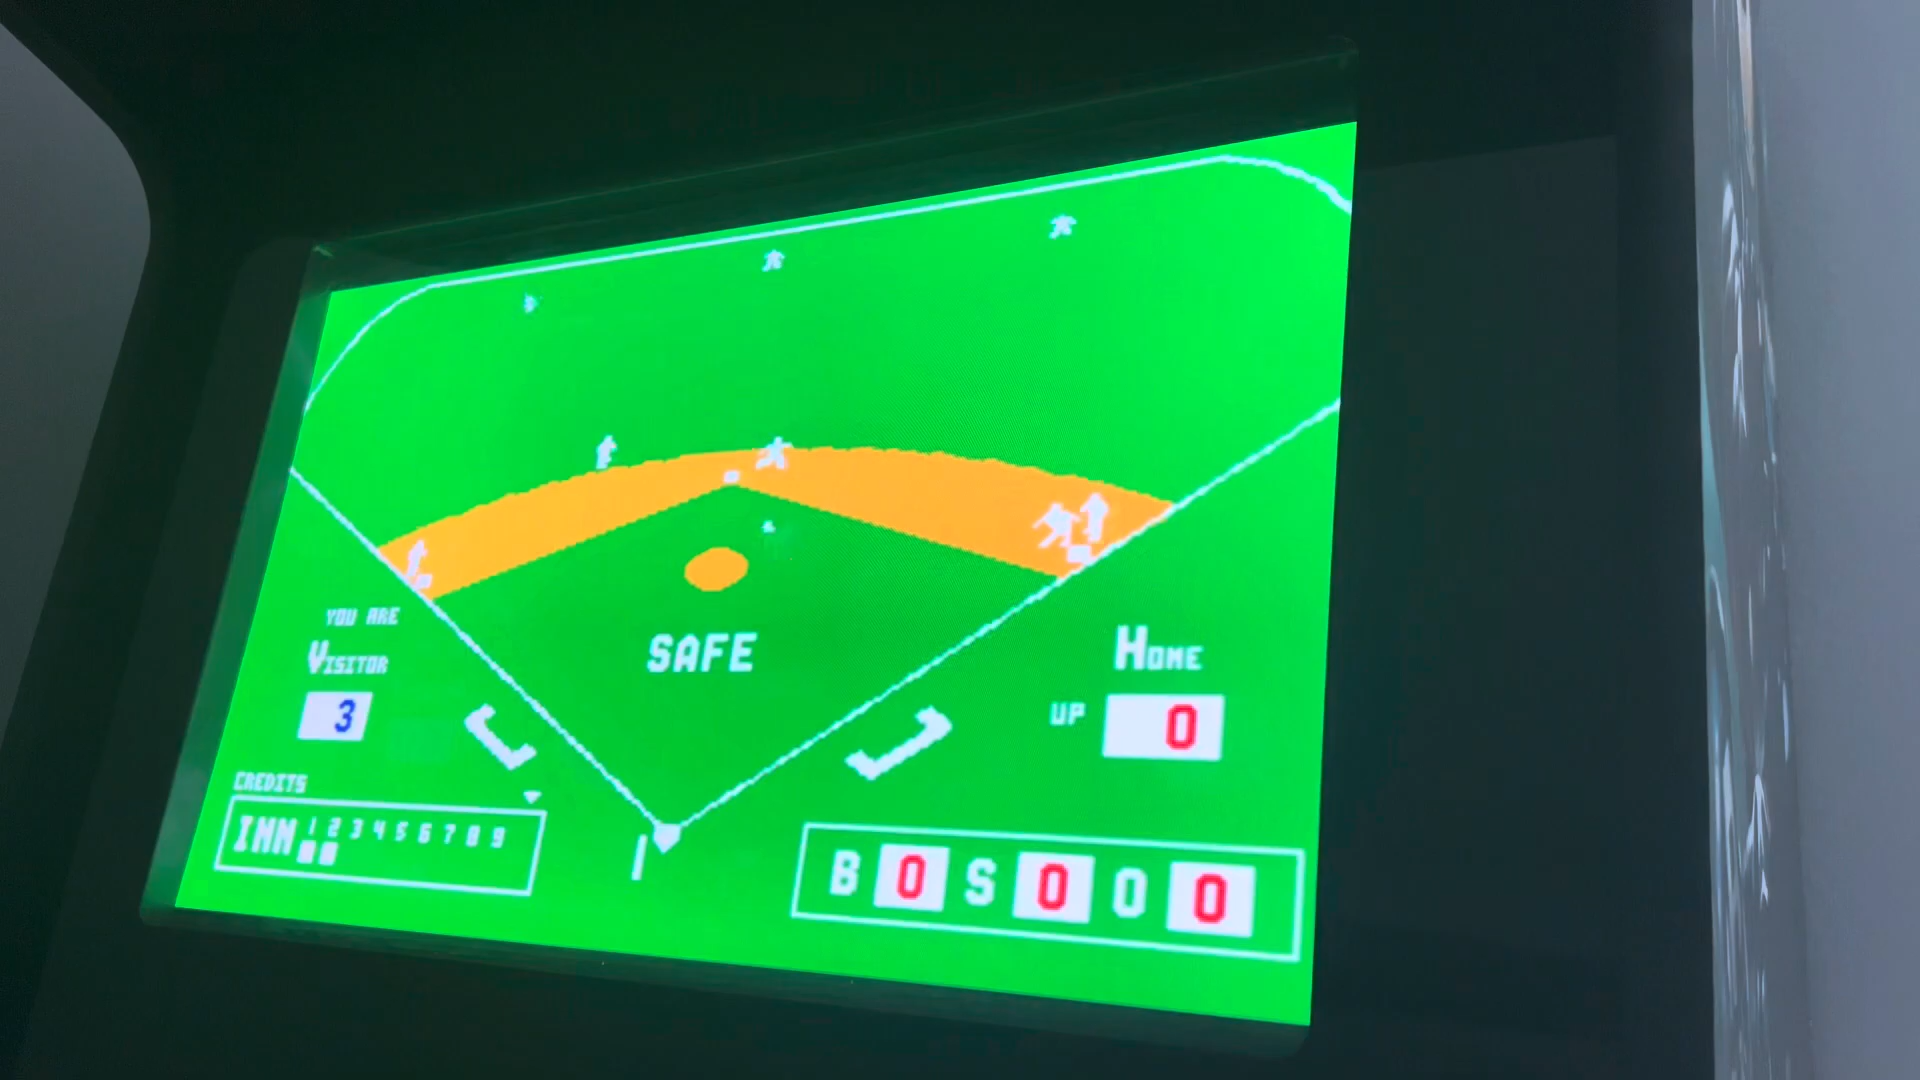 SAFE
YOU ARE
VISITOR
3
HOME
UP 0
CREDITS
INN 1 2 3 4 5 6 7 8 9
B 0 S 0 O 0